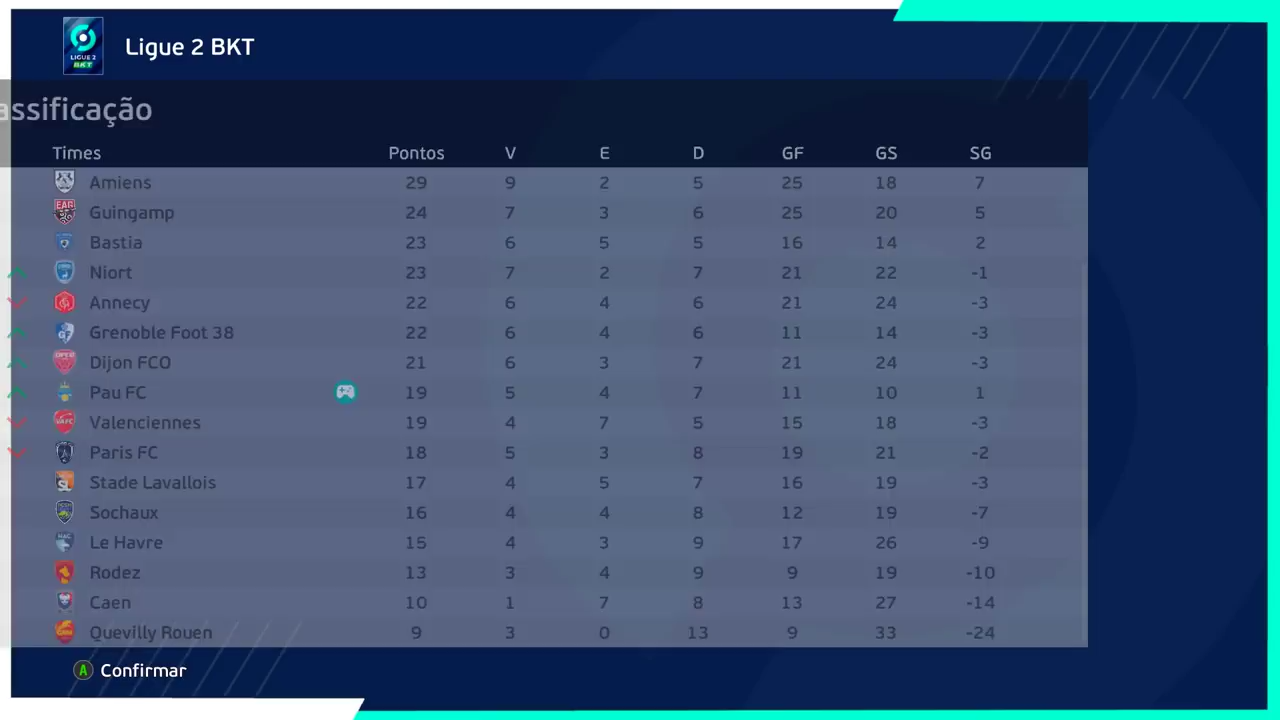 LIGUE 2
BKT
Ligue 2 BKT
assificação
Times Pontos V E D GF GS SG
Amiens 29 9 2 5 25 18 7
EAG Guingamp 24 7 3 6 25 20 5
Bastia 23 6 5 5 16 14 2
Niort 23 7 2 7 21 22 -1
Annecy 22 6 4 6 21 24 -3
Grenoble Foot 38 22 6 4 6 11 14 -3
Dijon FCO 21 6 3 7 21 24 -3
Pau FC 19 5 4 7 11 10 1
Valenciennes 19 4 7 5 15 18 -3
Paris FC 18 5 3 8 19 21 -2
Stade Lavallois 17 4 5 7 16 19 -3
Sochaux 16 4 4 8 12 19 -7
HAC Le Havre 15 4 3 9 17 26 -9
Rodez 13 3 4 9 9 19 -10
Caen 10 1 7 8 13 27 -14
Quevilly Rouen 9 3 0 13 9 33 -24
A Confirmar